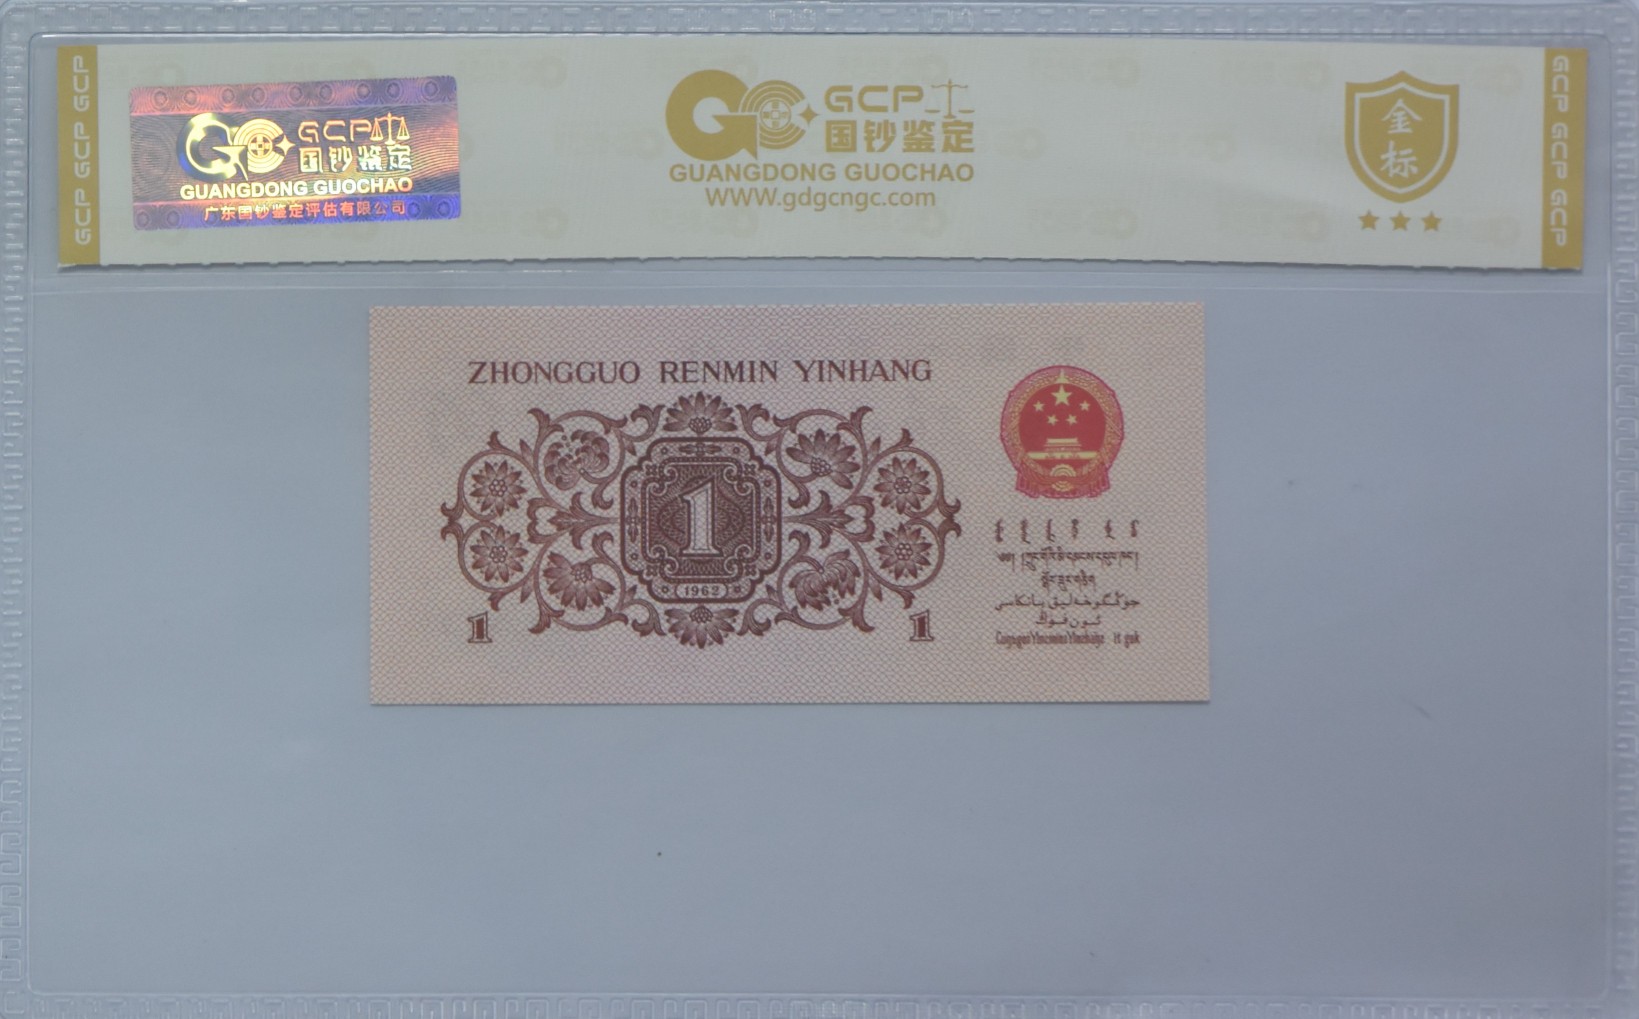 GCP GCP GCP
GCP
国钞鉴定
GUANGDONG GUOCHAO
广东国钞鉴定评估有限公司
GCP
国钞鉴定
GUANGDONG GUOCHAO
www.gdgcngc.com
金标
GCP GCP GCP
ZHONGGUO RENMIN YINHANG
1
1962
1
1